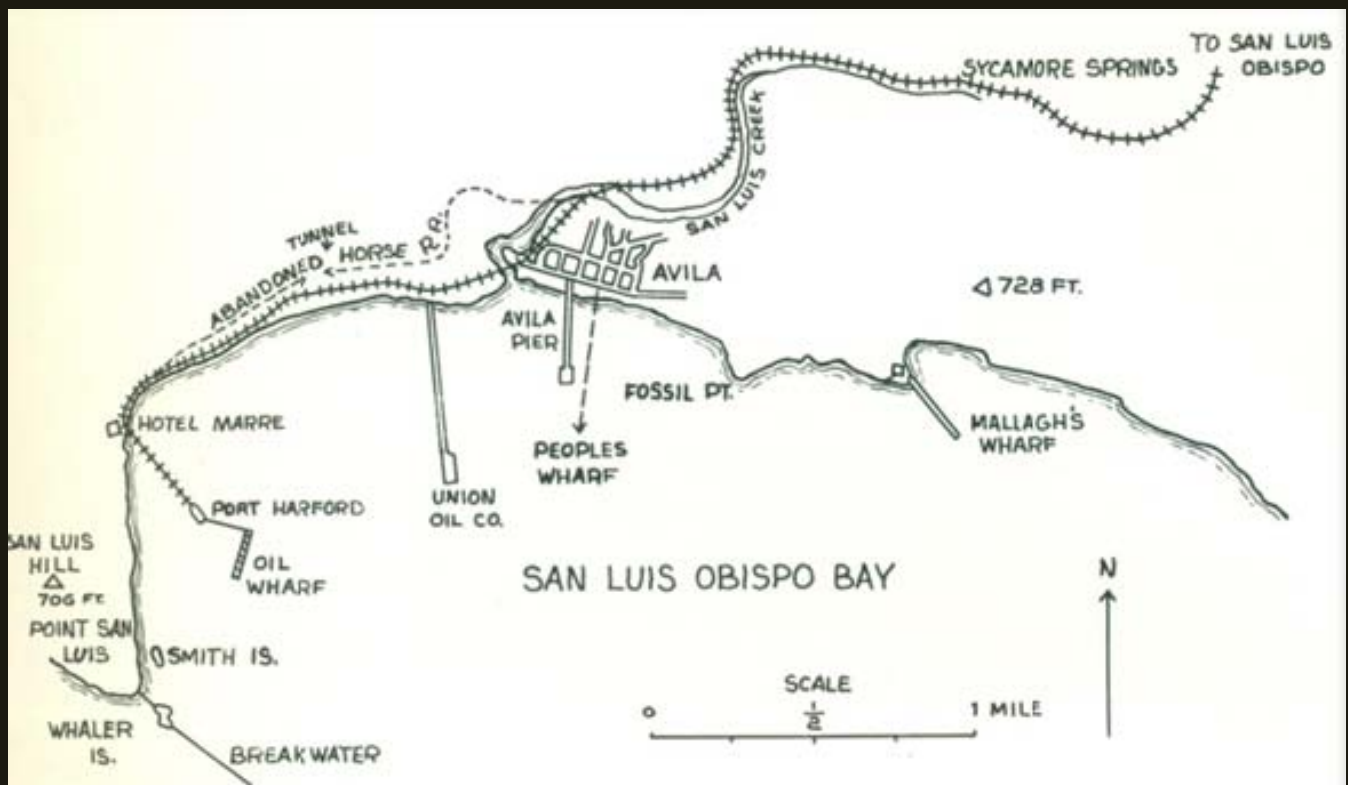 TO SAN LUIS
OBISPO
SYCAMORE SPRINGS
SAN LUIS CREEK
TUNNEL
ABANDONED HORSE R.R.
AVILA
728 FT.
AVILA
PIER
FOSSIL PT.
HOTEL MARRE
MALLAGH'S
WHARF
PEOPLES
WHARF
UNION
OIL CO.
PORT HARFORD
SAN LUIS
HILL
706 FT.
OIL
WHARF
SAN LUIS OBISPO BAY
N
POINT SAN
LUIS
SMITH IS.
SCALE
0 1/2 1 MILE
WHALER
IS.
BREAKWATER